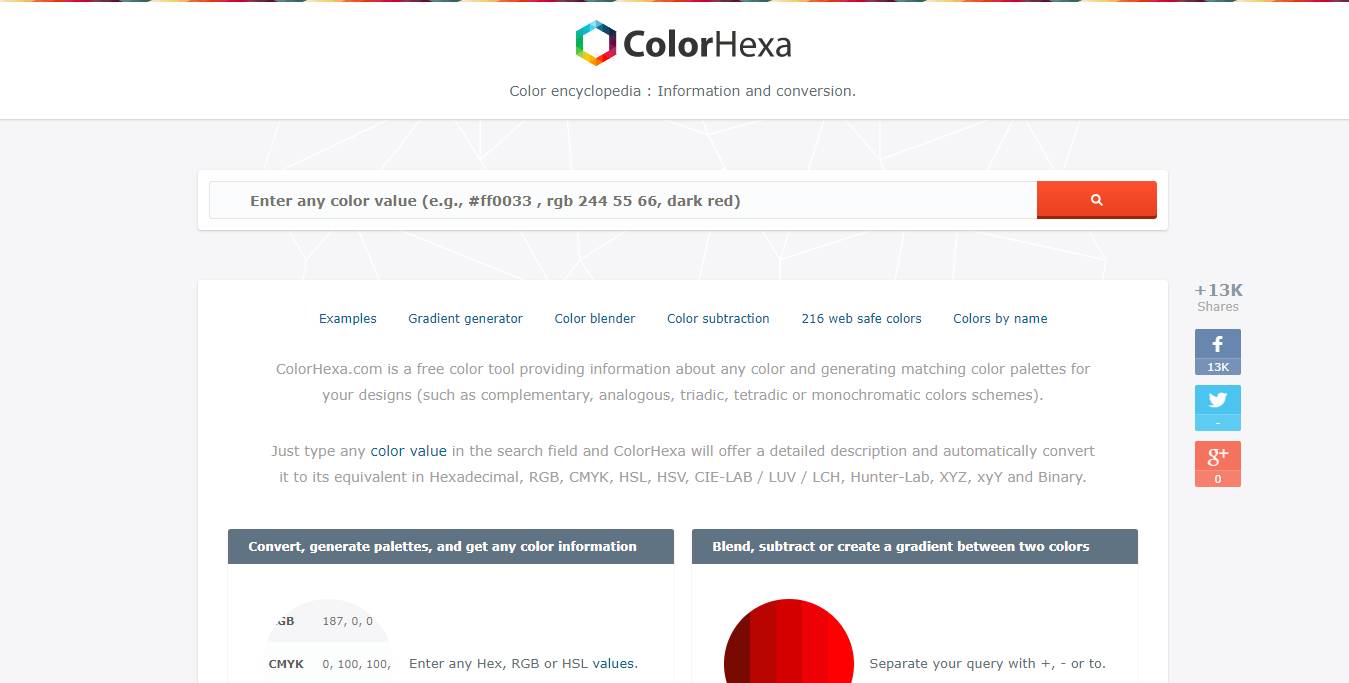 ColorHexa
Color encyclopedia : Information and conversion.
Enter any color value (e.g., #ff0033 , rgb 244 55 66, dark red)
+13K
Shares
13K
-
g+
0
Examples Gradient generator Color blender Color subtraction 216 web safe colors Colors by name
ColorHexa.com is a free color tool providing information about any color and generating matching color palettes for
your designs (such as complementary, analogous, triadic, tetradic or monochromatic colors schemes).
Just type any color value in the search field and ColorHexa will offer a detailed description and automatically convert
it to its equivalent in Hexadecimal, RGB, CMYK, HSL, HSV, CIE-LAB / LUV / LCH, Hunter-Lab, XYZ, xyY and Binary.
Convert, generate palettes, and get any color information
RGB 187, 0, 0
CMYK 0, 100, 100,
Enter any Hex, RGB or HSL values.
Blend, subtract or create a gradient between two colors
Separate your query with +, - or to.